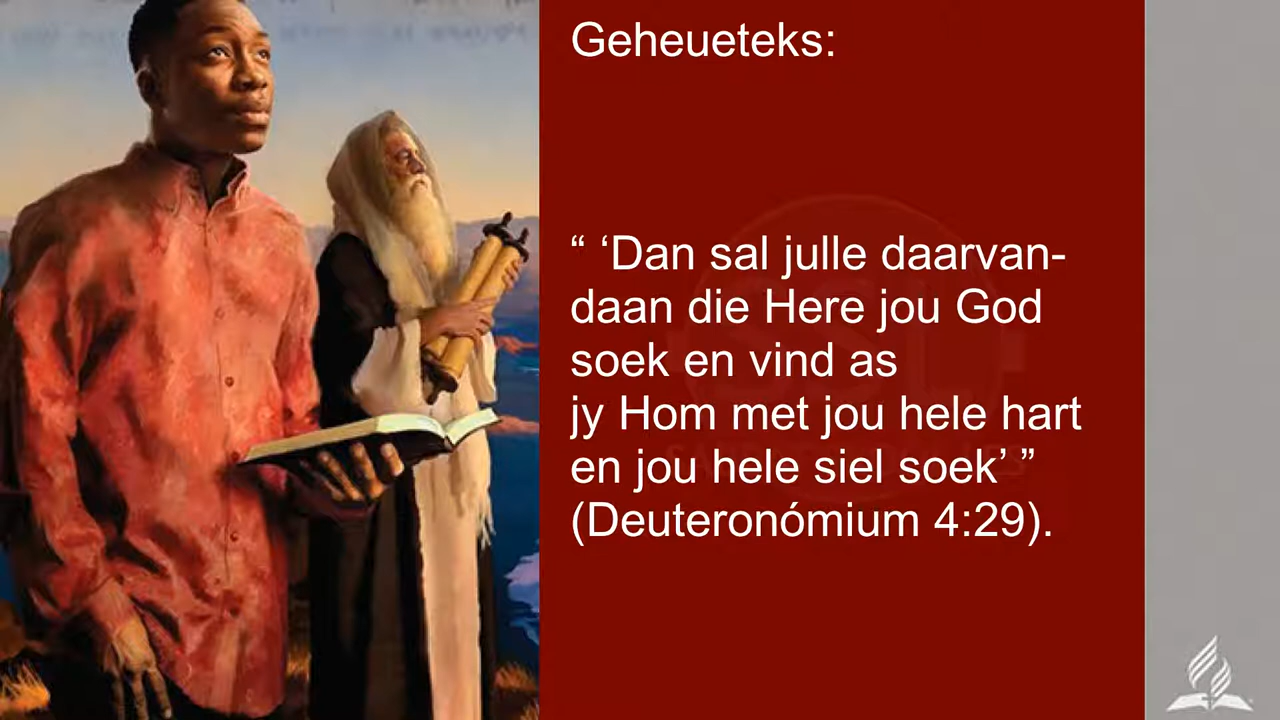 Geheueteks:
“ ‘Dan sal julle daarvan-
daan die Here jou God
soek en vind as
jy Hom met jou hele hart
en jou hele siel soek’ ”
(Deuteronómium 4:29).